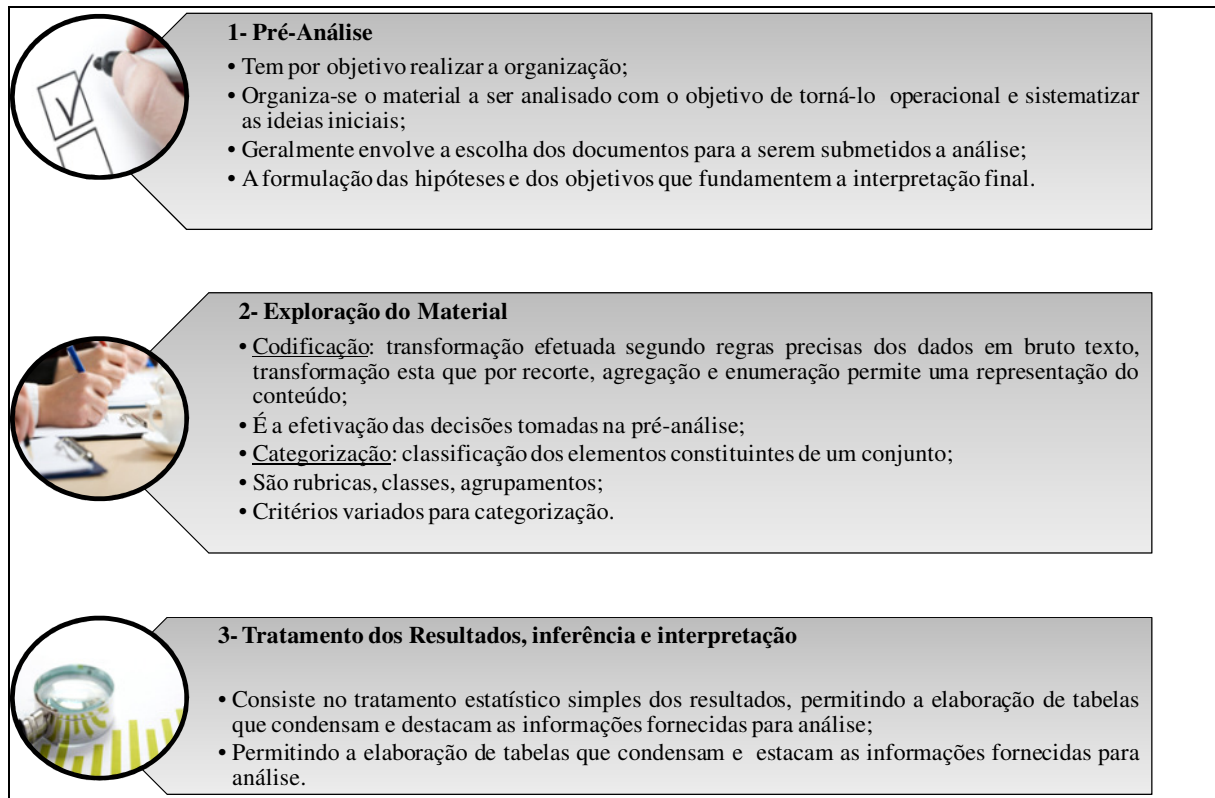 1- Pré-Análise
• Tem por objetivo realizar a organização;
• Organiza-se o material a ser analisado com o objetivo de torná-lo operacional e sistematizar
as ideias iniciais;
• Geralmente envolve a escolha dos documentos para a serem submetidos a análise;
• A formulação das hipóteses e dos objetivos que fundamentem a interpretação final.
2- Exploração do Material
• Codificação: transformação efetuada segundo regras precisas dos dados em bruto texto,
transformação esta que por recorte, agregação e enumeração permite uma representação do
conteúdo;
• É a efetivação das decisões tomadas na pré-análise;
• Categorização: classificação dos elementos constituintes de um conjunto;
• São rubricas, classes, agrupamentos;
• Critérios variados para categorização.
3- Tratamento dos Resultados, inferência e interpretação
• Consiste no tratamento estatístico simples dos resultados, permitindo a elaboração de tabelas
que condensam e destacam as informações fornecidas para análise;
• Permitindo a elaboração de tabelas que condensam e estacam as informações fornecidas para
análise.